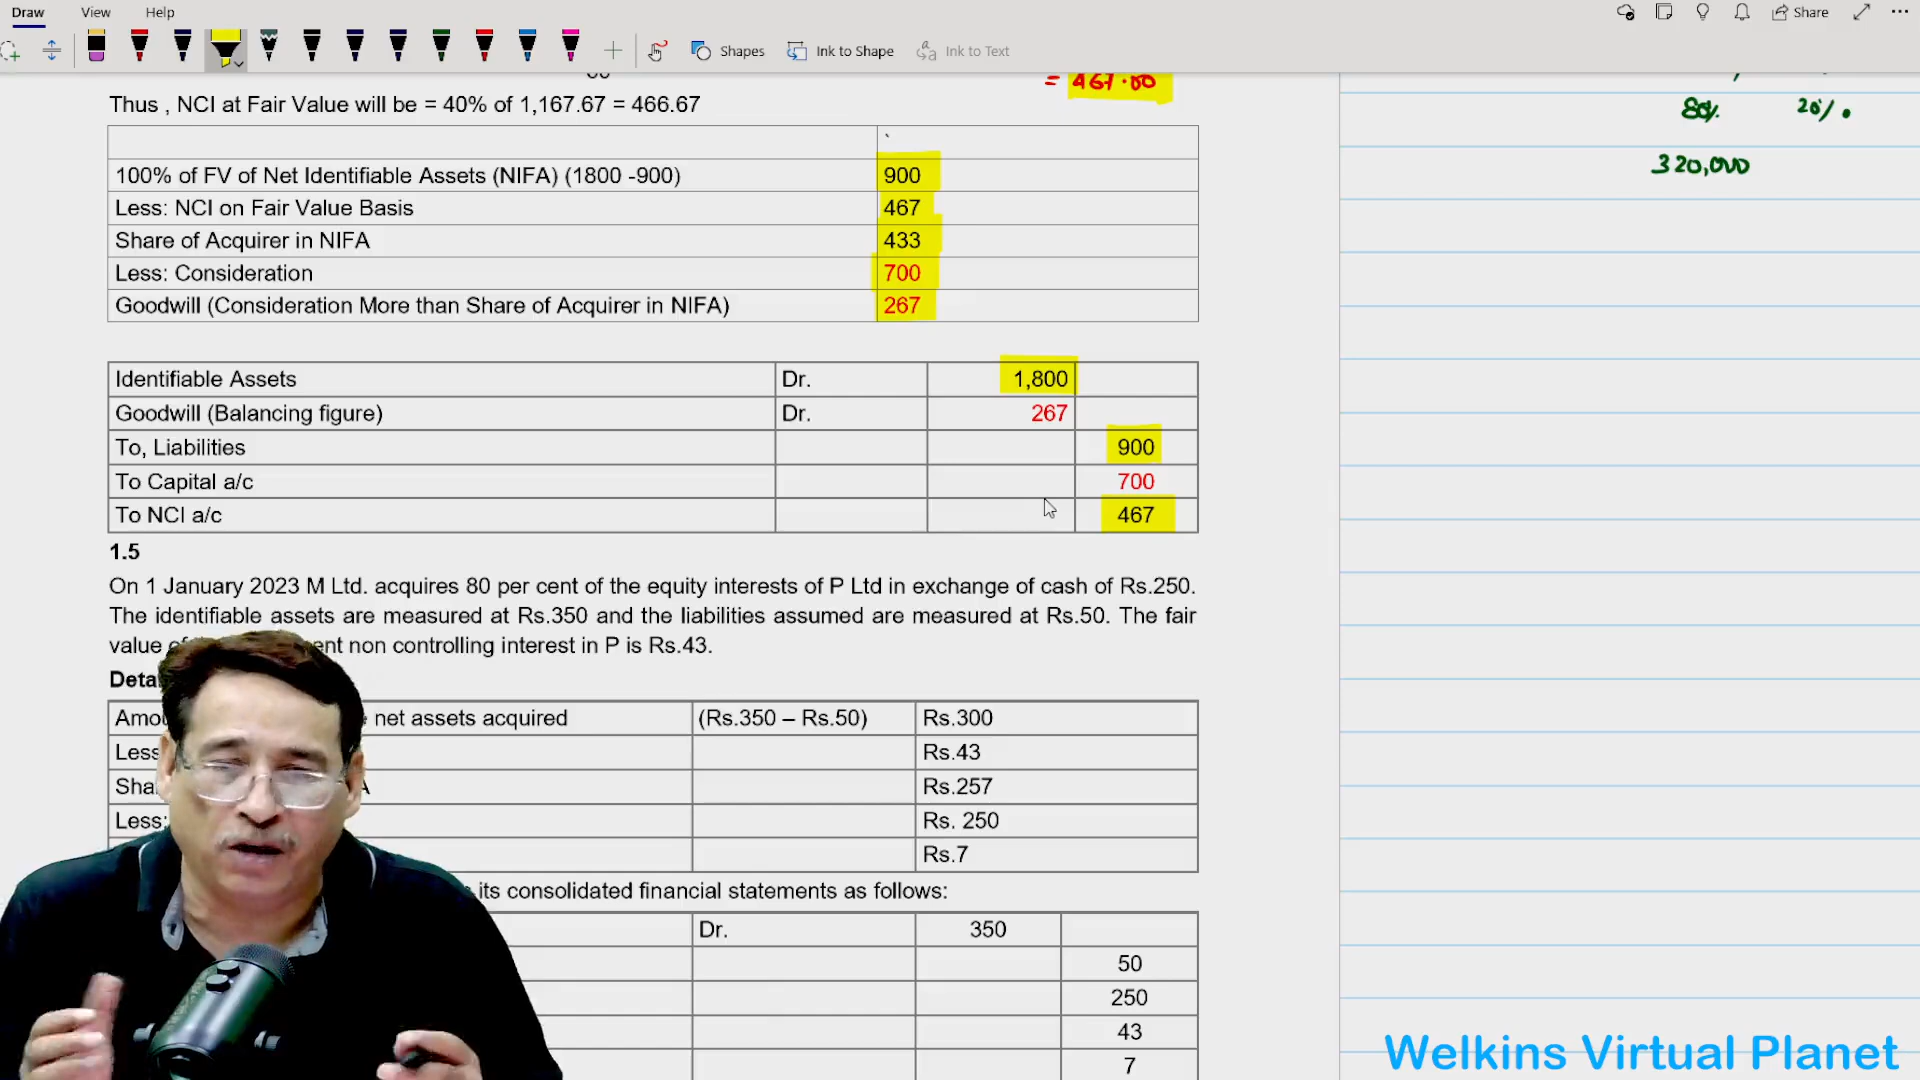 Draw View Help Share
Shapes Ink to Shape Ink to Text
= 467.00
Thus , NCI at Fair Value will be = 40% of 1,167.67 = 466.67
80% 20%
320,000
`
100% of FV of Net Identifiable Assets (NIFA) (1800 -900) 900
Less: NCI on Fair Value Basis 467
Share of Acquirer in NIFA 433
Less: Consideration 700
Goodwill (Consideration More than Share of Acquirer in NIFA) 267
Identifiable Assets Dr. 1,800
Goodwill (Balancing figure) Dr. 267
To, Liabilities 900
To Capital a/c 700
To NCI a/c 467
1.5
On 1 January 2023 M Ltd. acquires 80 per cent of the equity interests of P Ltd in exchange of cash of Rs.250.
The identifiable assets are measured at Rs.350 and the liabilities assumed are measured at Rs.50. The fair
value non controlling interest in P is Rs.43.
net assets acquired (Rs.350 – Rs.50) Rs.300
Less Rs.43
Rs.257
Less: Rs. 250
Rs.7
its consolidated financial statements as follows:
Dr. 350
50
250
43
7
Welkins Virtual Planet